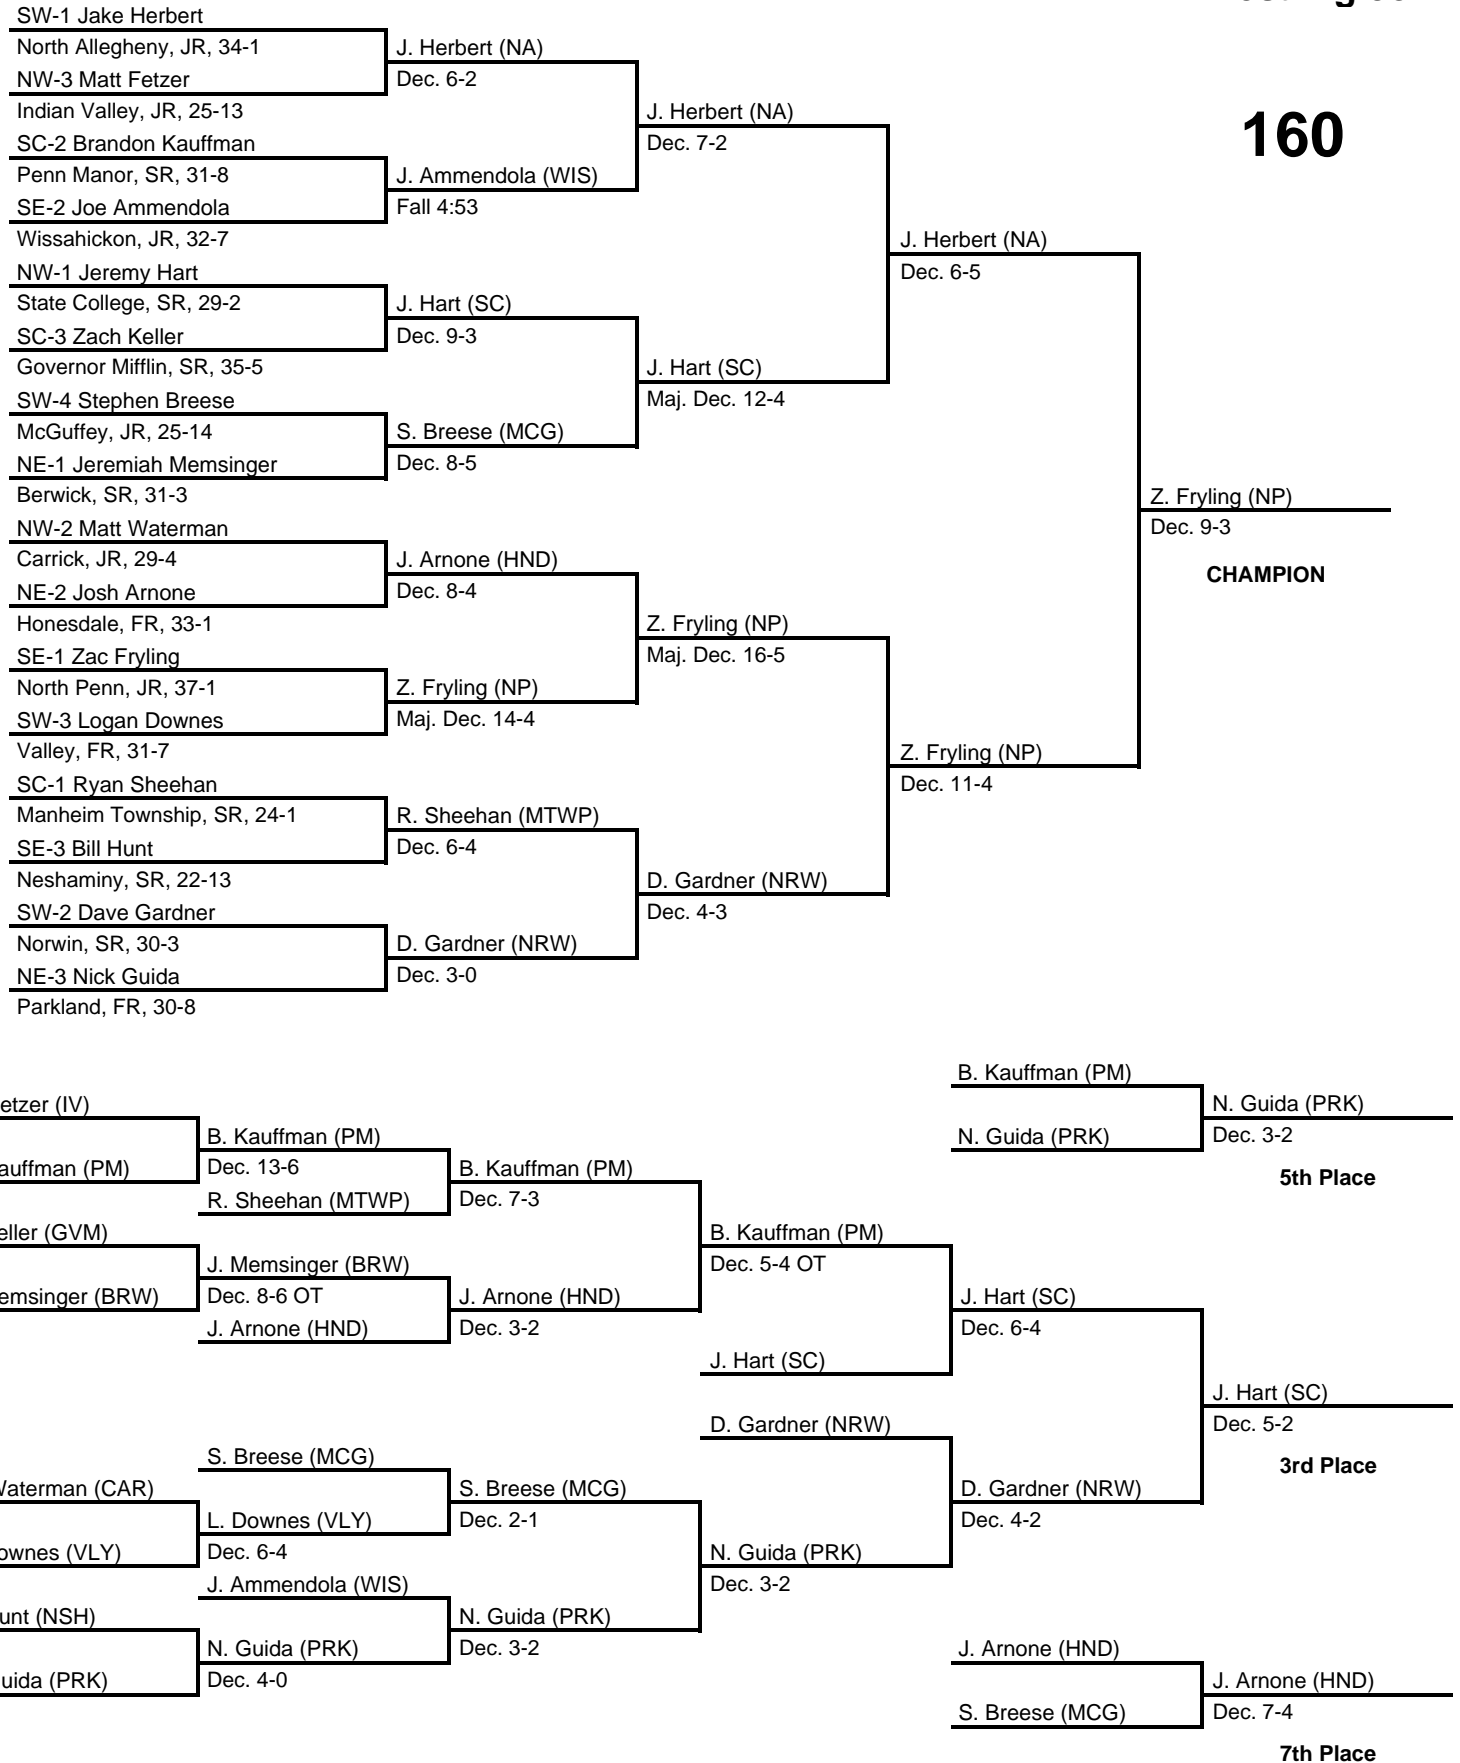 SW-1 Jake Herbert
North Allegheny, JR, 34-1
NW-3 Matt Fetzer
Indian Valley, JR, 25-13
SC-2 Brandon Kauffman
Penn Manor, SR, 31-8
SE-2 Joe Ammendola
Wissahickon, JR, 32-7
NW-1 Jeremy Hart
State College, SR, 29-2
SC-3 Zach Keller
Governor Mifflin, SR, 35-5
SW-4 Stephen Breese
McGuffey, JR, 25-14
NE-1 Jeremiah Memsinger
Berwick, SR, 31-3
NW-2 Matt Waterman
Carrick, JR, 29-4
NE-2 Josh Arnone
Honesdale, FR, 33-1
SE-1 Zac Fryling
North Penn, JR, 37-1
SW-3 Logan Downes
Valley, FR, 31-7
SC-1 Ryan Sheehan
Manheim Township, SR, 24-1
SE-3 Bill Hunt
Neshaminy, SR, 22-13
SW-2 Dave Gardner
Norwin, SR, 30-3
NE-3 Nick Guida
Parkland, FR, 30-8
J. Herbert (NA)
Dec. 6-2
J. Ammendola (WIS)
Fall 4:53
J. Hart (SC)
Dec. 9-3
S. Breese (MCG)
Dec. 8-5
J. Arnone (HND)
Dec. 8-4
Z. Fryling (NP)
Maj. Dec. 14-4
R. Sheehan (MTWP)
Dec. 6-4
D. Gardner (NRW)
Dec. 3-0
J. Herbert (NA)
Dec. 7-2
J. Hart (SC)
Maj. Dec. 12-4
Z. Fryling (NP)
Maj. Dec. 16-5
D. Gardner (NRW)
Dec. 4-3
J. Herbert (NA)
Dec. 6-5
Z. Fryling (NP)
Dec. 11-4
160
Z. Fryling (NP)
Dec. 9-3
CHAMPION
etzer (IV)
auffman (PM)
eller (GVM)
emsinger (BRW)
Waterman (CAR)
ownes (VLY)
unt (NSH)
uida (PRK)
B. Kauffman (PM)
Dec. 13-6
R. Sheehan (MTWP)
J. Memsinger (BRW)
Dec. 8-6 OT
J. Arnone (HND)
S. Breese (MCG)
L. Downes (VLY)
Dec. 6-4
J. Ammendola (WIS)
N. Guida (PRK)
Dec. 4-0
B. Kauffman (PM)
Dec. 7-3
J. Arnone (HND)
Dec. 3-2
S. Breese (MCG)
Dec. 2-1
N. Guida (PRK)
Dec. 3-2
B. Kauffman (PM)
Dec. 5-4 OT
J. Hart (SC)
D. Gardner (NRW)
N. Guida (PRK)
Dec. 3-2
J. Hart (SC)
Dec. 6-4
D. Gardner (NRW)
Dec. 4-2
J. Hart (SC)
Dec. 5-2
3rd Place
B. Kauffman (PM)
N. Guida (PRK)
N. Guida (PRK)
Dec. 3-2
5th Place
J. Arnone (HND)
S. Breese (MCG)
J. Arnone (HND)
Dec. 7-4
7th Place